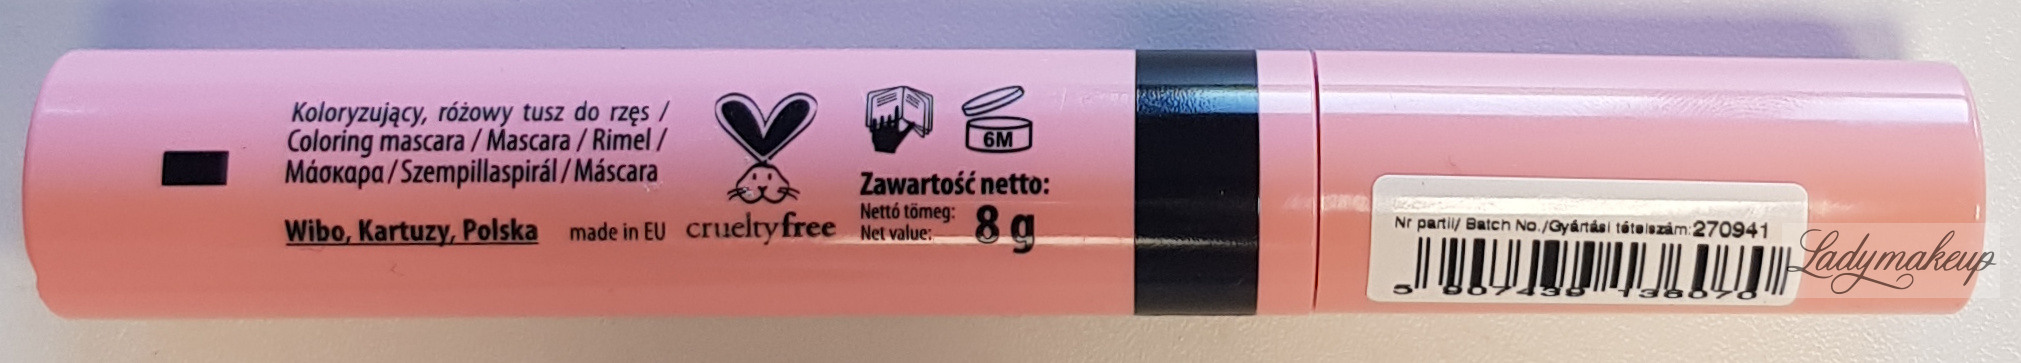 Koloryzujący, różowy tusz do rzęs /
Coloring mascara / Mascara / Rimel /
Μάσκαρα / Szempillaspirál / Máscara
Wibo, Kartuzy, Polska made in EU
crueltyfree
6M
Zawartość netto:
Nettó tömeg:
Net value:
8 g
Nr partii/ Batch No./Gyártási tételszám:270941
5 907439 138070
Ladymakeup